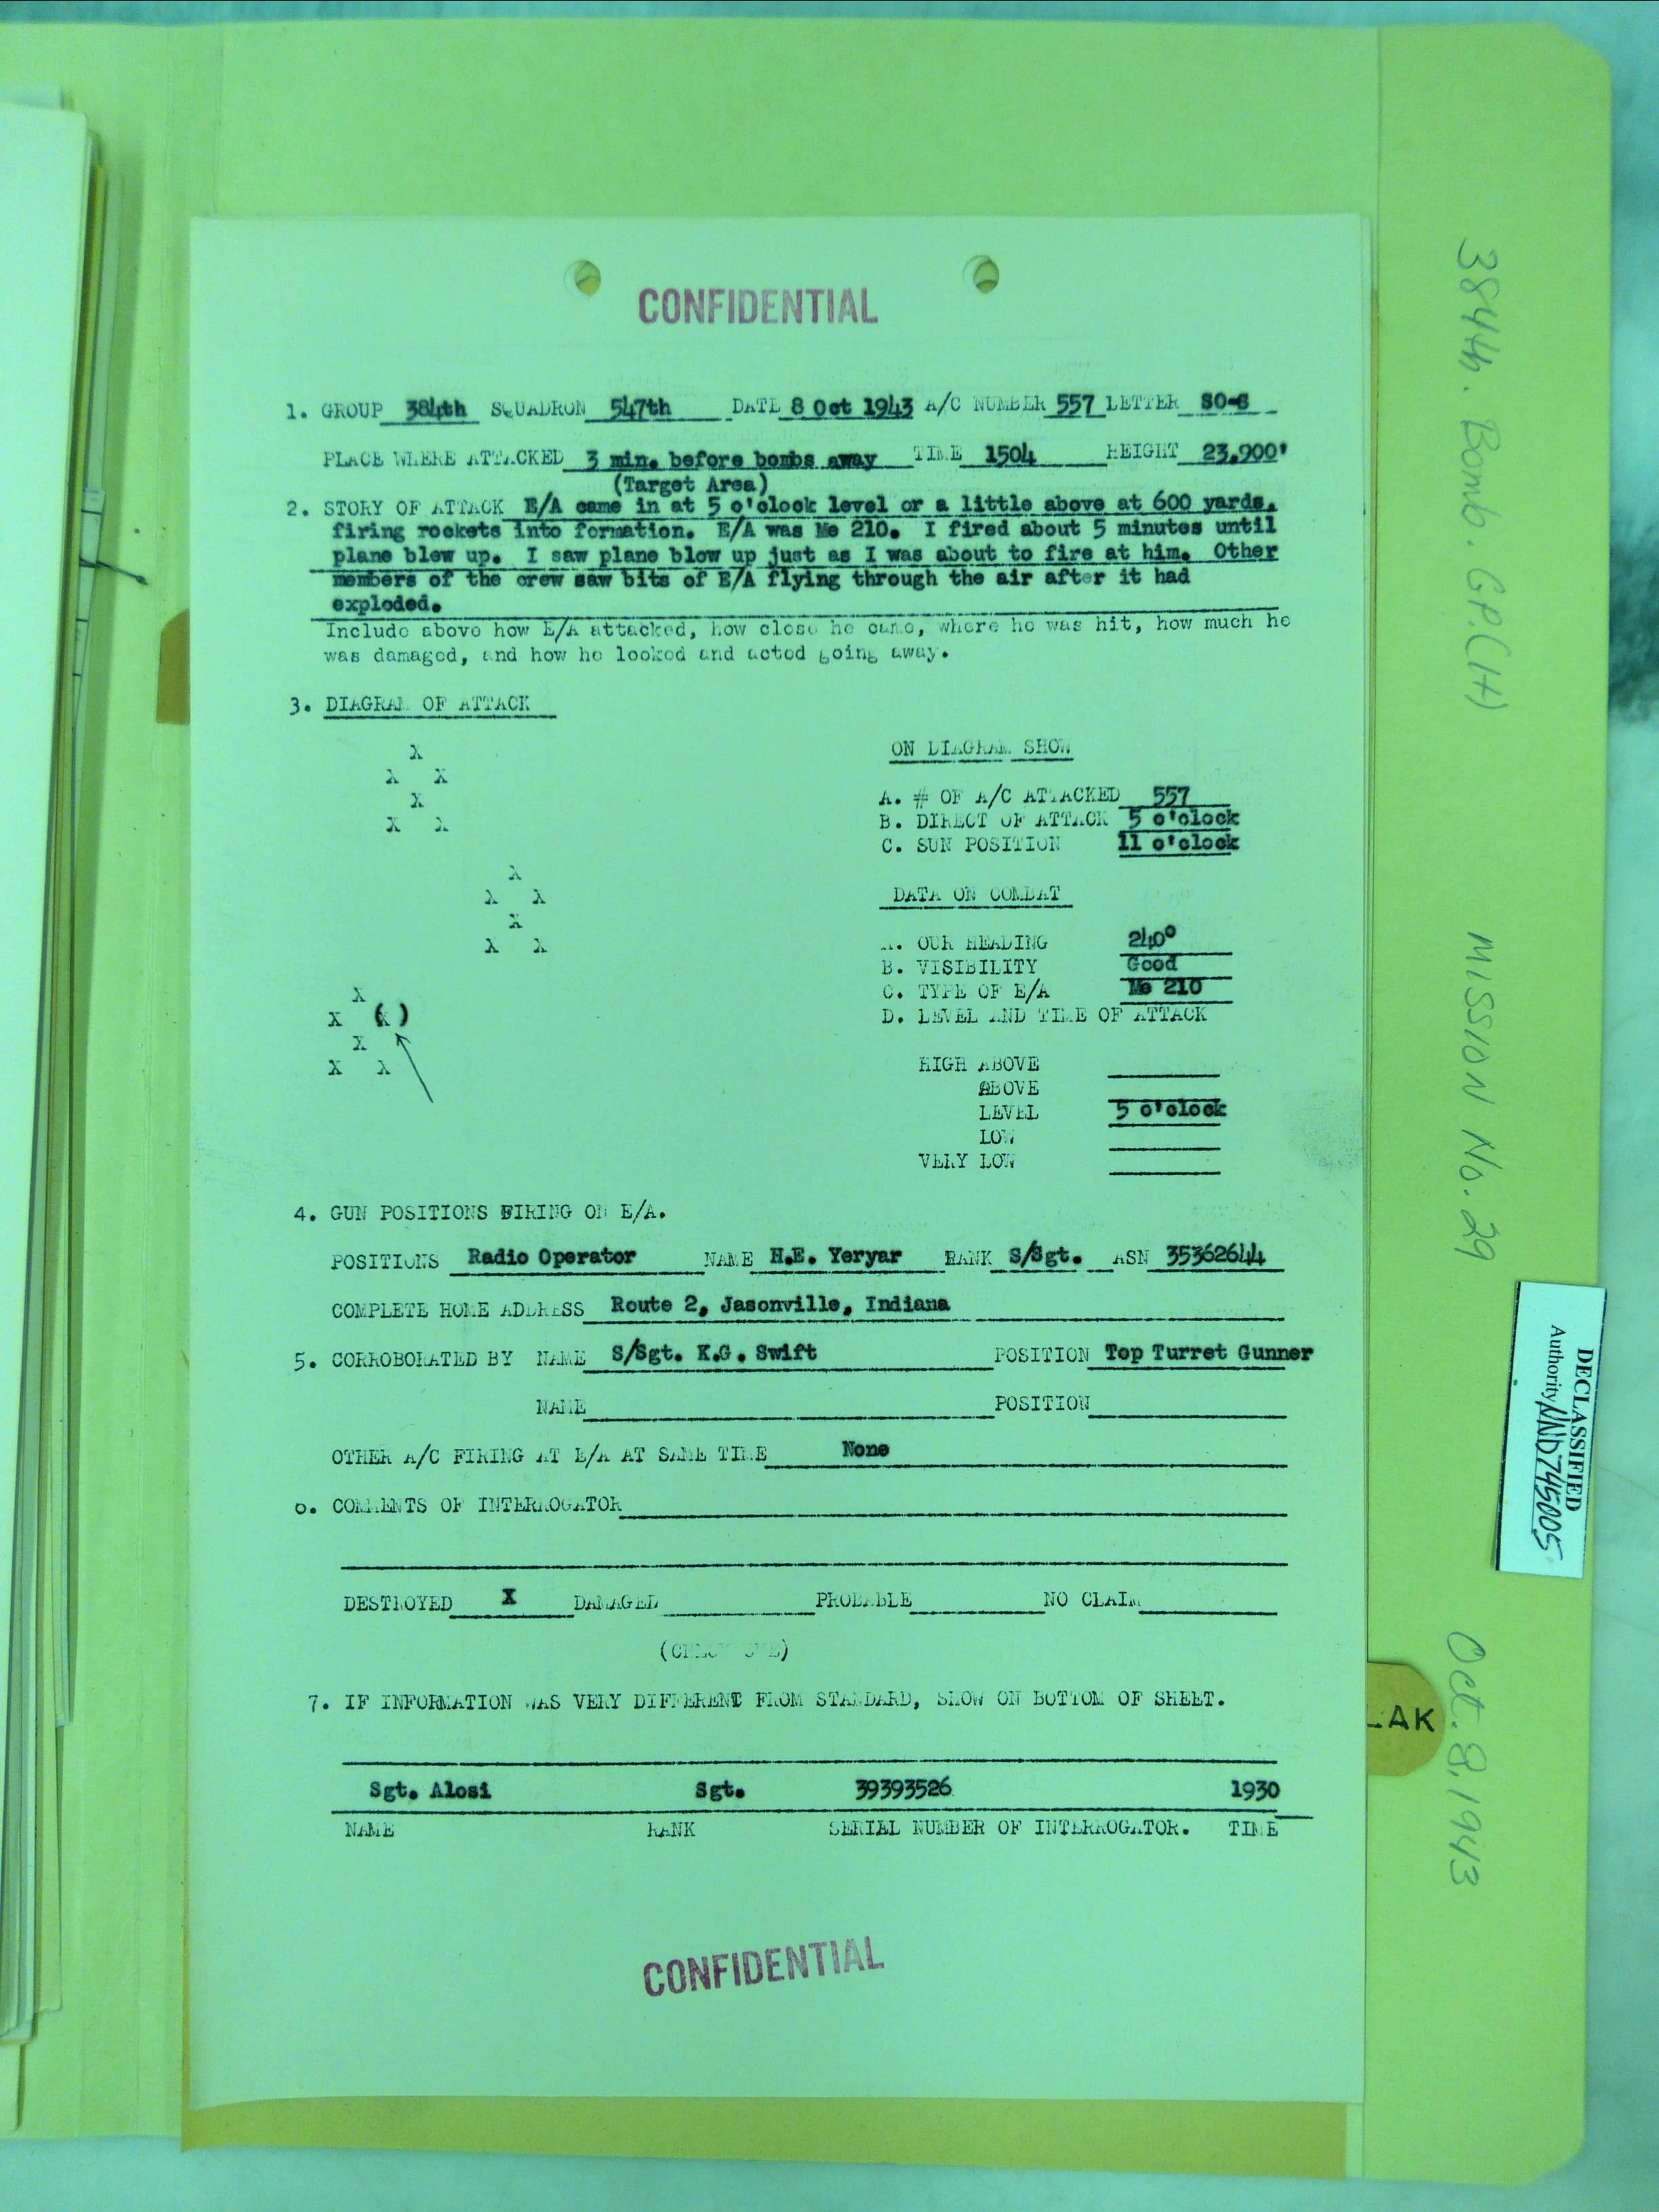 CONFIDENTIAL
1. GROUP 384th SQUADRON 547th DATE 8 Oct 1943 A/C NUMBER 557 LETTER SO-S
PLACE WHERE ATTACKED 3 min. before bombs away TIME 1504 HEIGHT 23,900'
(Target Area)
2. STORY OF ATTACK E/A came in at 5 o'clock level or a little above at 600 yards,
firing rockets into formation. E/A was Me 210. I fired about 5 minutes until
plane blew up. I saw plane blow up just as I was about to fire at him. Other
members of the crew saw bits of E/A flying through the air after it had
exploded.
Include above how E/A attacked, how close he came, where he was hit, how much he
was damaged, and how he looked and acted going away.
3. DIAGRAM OF ATTACK
X
X X
X
X X
X
X X
X
X X
X
X (X)
X
X X
ON DIAGRAM SHOW
A. # OF A/C ATTACKED 557
B. DIRECT OF ATTACK 5 o'clock
C. SUN POSITION 11 o'clock
DATA ON COMBAT
A. OUR HEADING 240°
B. VISIBILITY Good
C. TYPE OF E/A Me 210
D. LEVEL AND TIME OF ATTACK
HIGH ABOVE
ABOVE
LEVEL 5 o'clock
LOW
VERY LOW
4. GUN POSITIONS FIRING ON E/A.
POSITIONS Radio Operator NAME H.E. Yeryar RANK S/Sgt. ASN 35362644
COMPLETE HOME ADDRESS Route 2, Jasonville, Indiana
5. CORROBORATED BY NAME S/Sgt. K.G. Swift POSITION Top Turret Gunner
NAME POSITION
OTHER A/C FIRING AT E/A AT SAME TIME None
6. COMMENTS OF INTERROGATOR
DESTROYED X DAMAGED PROBABLE NO CLAIM
(CHECK ONE)
7. IF INFORMATION WAS VERY DIFFERENT FROM STANDARD, SHOW ON BOTTOM OF SHEET.
Sgt. Alosi Sgt. 39393526 1930
NAME RANK SERIAL NUMBER OF INTERROGATOR. TIME
CONFIDENTIAL
384th. Bomb. GP.(H) MISSION No. 29 Oct. 8, 1943
DECLASSIFIED
Authority NND745005
LAK